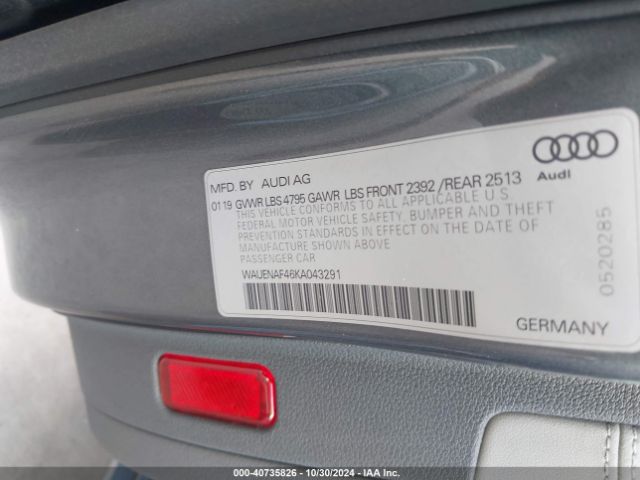 MFD. BY AUDI AG
Audi
01 19 GVWR LBS 4795 GAWR LBS FRONT 2392 / REAR 2513
THIS VEHICLE CONFORMS TO ALL APPLICABLE U S
FEDERAL MOTOR VEHICLE SAFETY, BUMPER AND THEFT
PREVENTION STANDARDS IN EFFECT ON THE DATE OF
MANUFACTURE SHOWN ABOVE.
PASSENGER CAR
WAUENAF46KA043291
0520285
GERMANY
000-40735826 - 10/30/2024 - IAA Inc.